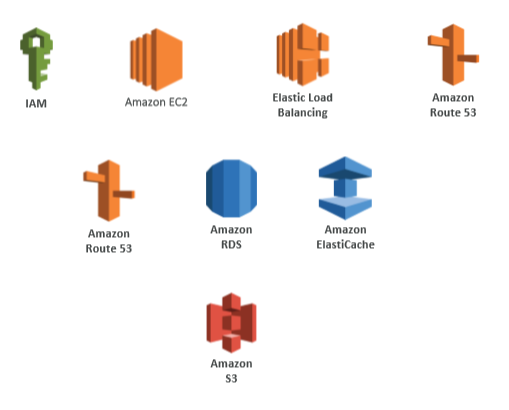 IAM
Amazon EC2
Elastic Load
Balancing
Amazon
Route 53
Amazon
Route 53
Amazon
RDS
Amazon
ElastiCache
Amazon
S3